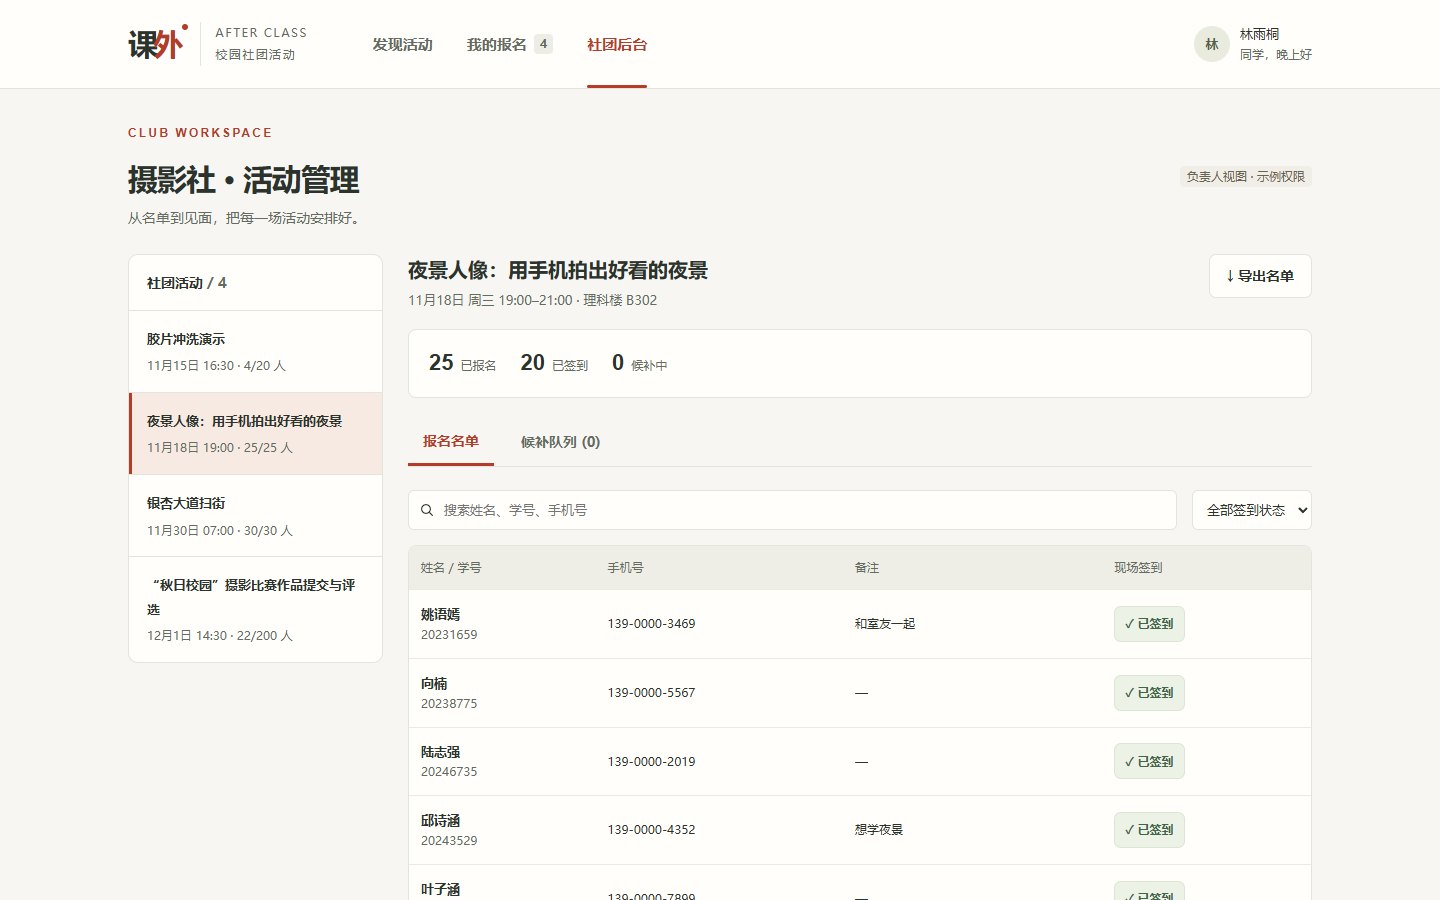 课外
AFTER CLASS
校园社团活动
发现活动
我的报名 4
社团后台
林
林雨桐
同学，晚上好
CLUB WORKSPACE
摄影社 · 活动管理
从名单到见面，把每一场活动安排好。
负责人视图 · 示例权限
社团活动 / 4
胶片冲洗演示
11月15日 16:30 · 4/20 人
夜景人像：用手机拍出好看的夜景
11月18日 19:00 · 25/25 人
银杏大道扫街
11月30日 07:00 · 30/30 人
“秋日校园”摄影比赛作品提交与评
选
12月1日 14:30 · 22/200 人
夜景人像：用手机拍出好看的夜景
11月18日 周三 19:00–21:00 · 理科楼 B302
↓ 导出名单
25 已报名 20 已签到 0 候补中
报名名单 候补队列 (0)
搜索姓名、学号、手机号
全部签到状态
姓名 / 学号 手机号 备注 现场签到
姚语嫣
20231659
139-0000-3469
和室友一起
✓ 已签到
向楠
20238775
139-0000-5567
—
✓ 已签到
陆志强
20246735
139-0000-2019
—
✓ 已签到
邱诗涵
20243529
139-0000-4352
想学夜景
✓ 已签到
叶子涵
139-0000-7899
—
✓ 已签到